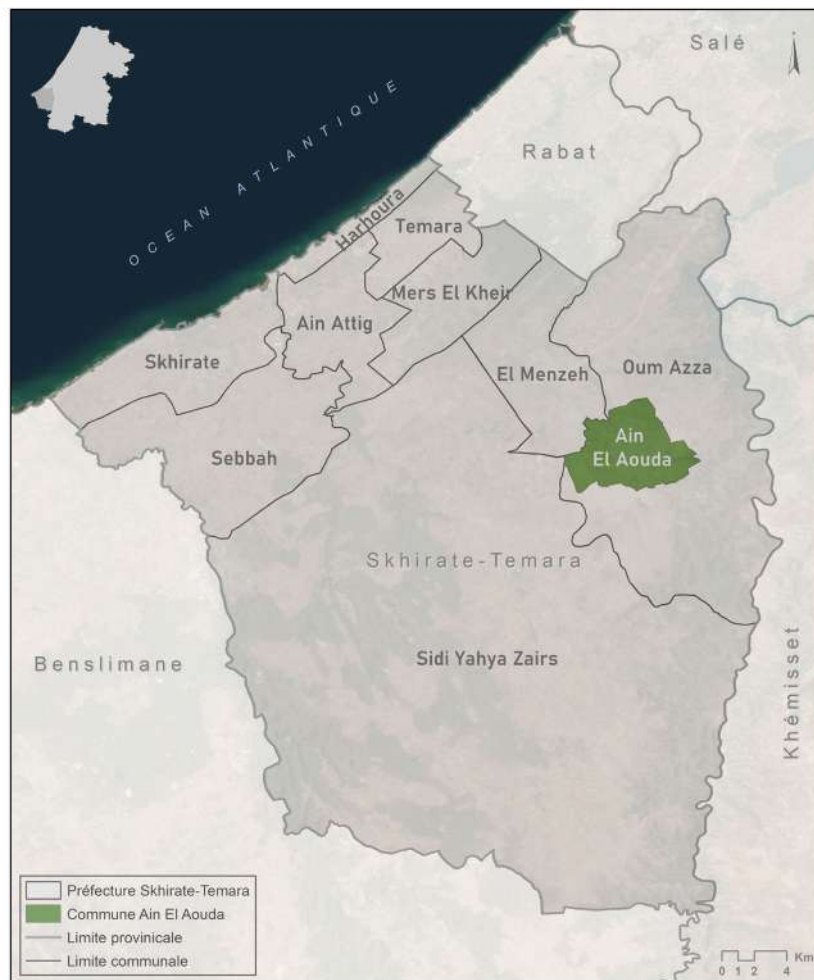 Salé
Rabat
OCEAN ATLANTIQUE
Harhoura
Temara
Mers El Kheir
Ain Attig
Skhirate
El Menzeh
Oum Azza
Ain
El Aouda
Sebbah
Skhirate-Temara
Sidi Yahya Zairs
Benslimane
Khémisset
Préfecture Skhirate-Temara
Commune Ain El Aouda
Limite provinicale
Limite communale
Km
0 1 2 4